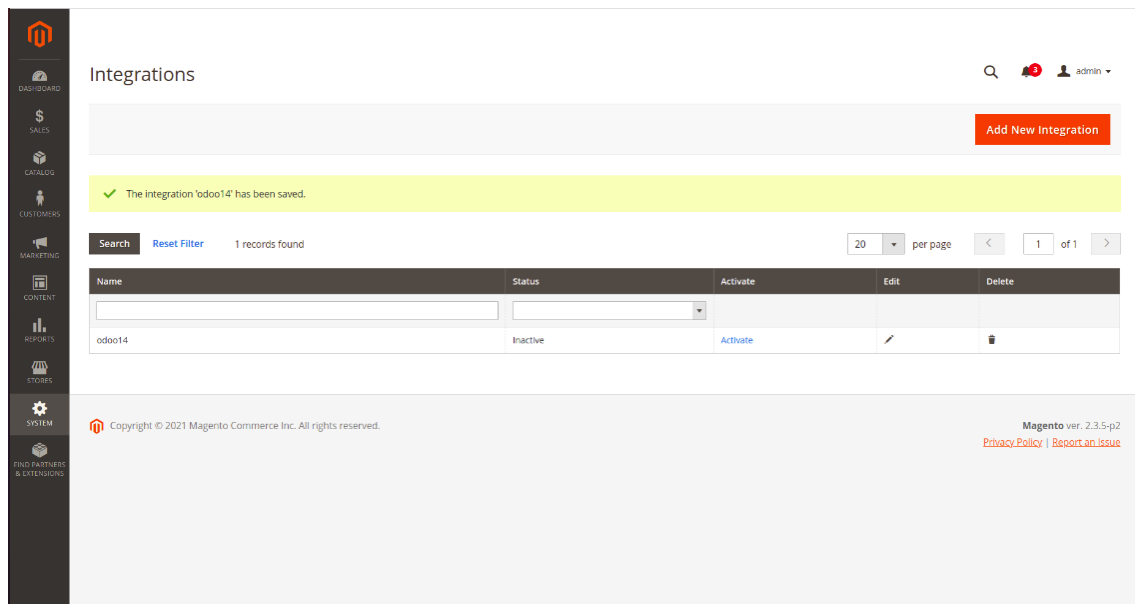 DASHBOARD
SALES
CATALOG
CUSTOMERS
MARKETING
CONTENT
REPORTS
STORES
SYSTEM
FIND PARTNERS
& EXTENSIONS
Integrations
3
admin
Add New Integration
The integration 'odoo14' has been saved.
Search Reset Filter 1 records found 20 per page 1 of 1
Name Status Activate Edit Delete
odoo14 Inactive Activate
Copyright © 2021 Magento Commerce Inc. All rights reserved. Magento ver. 2.3.5-p2
Privacy Policy | Report an Issue